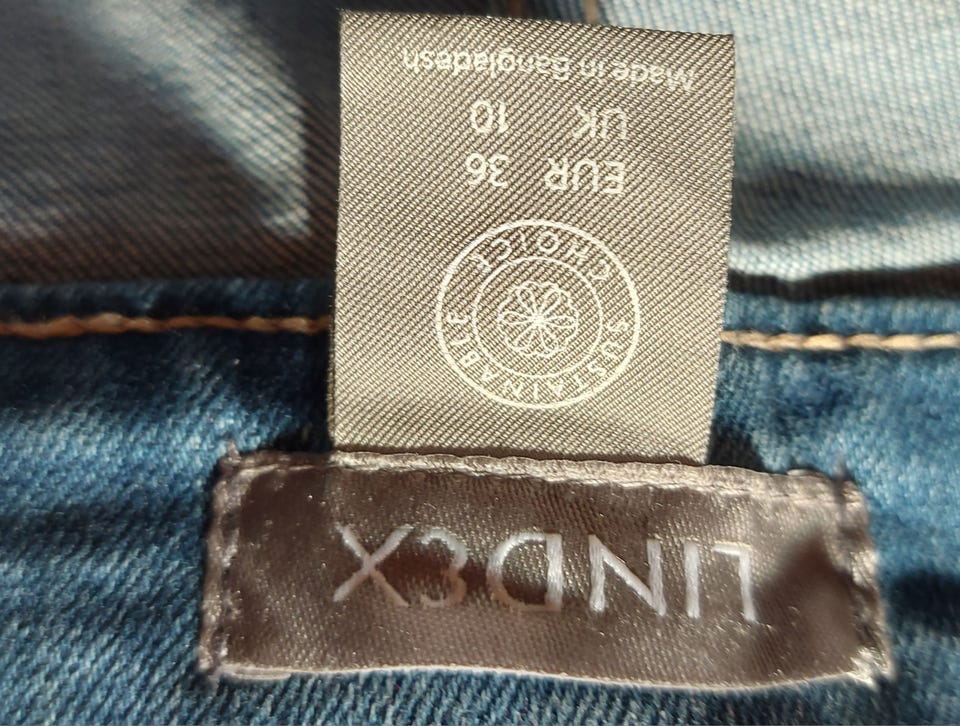 LINDEX
SUSTAINABLE CHOICE
EUR 36
UK 10
Made in Bangladesh